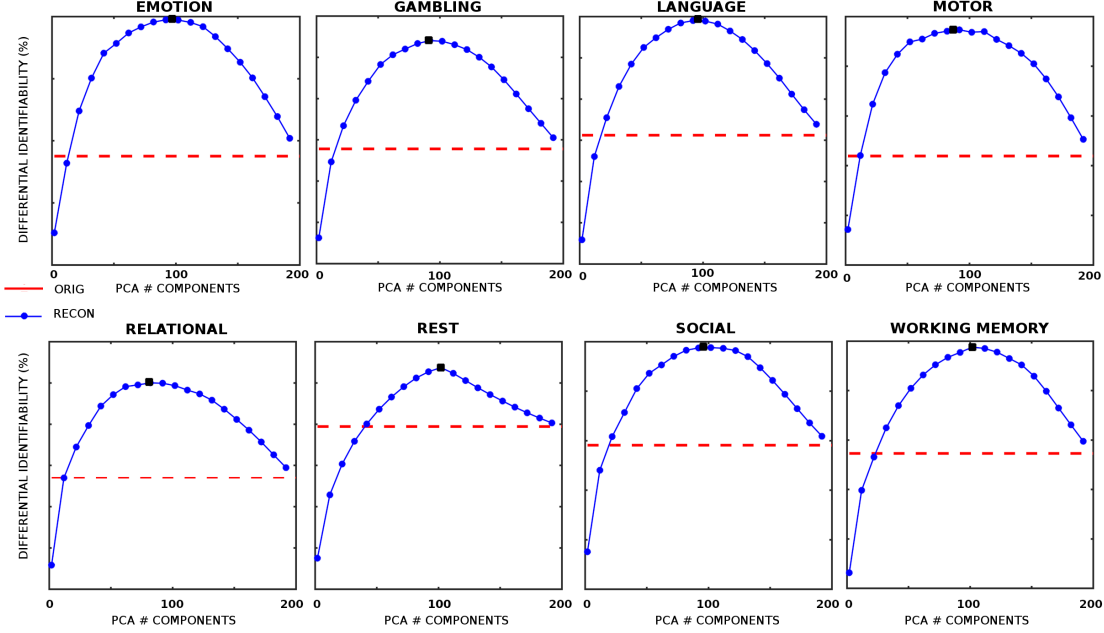 EMOTION GAMBLING LANGUAGE MOTOR
DIFFERENTIAL IDENTIFIABILITY (%)
0 100 200 0 100 200 0 100 200 0 100 200
PCA # COMPONENTS PCA # COMPONENTS PCA # COMPONENTS PCA # COMPONENTS
ORIG
RECON
RELATIONAL REST SOCIAL WORKING MEMORY
DIFFERENTIAL IDENTIFIABILITY (%)
0 100 200 0 100 200 0 100 200 0 100 200
PCA # COMPONENTS PCA # COMPONENTS PCA # COMPONENTS PCA # COMPONENTS